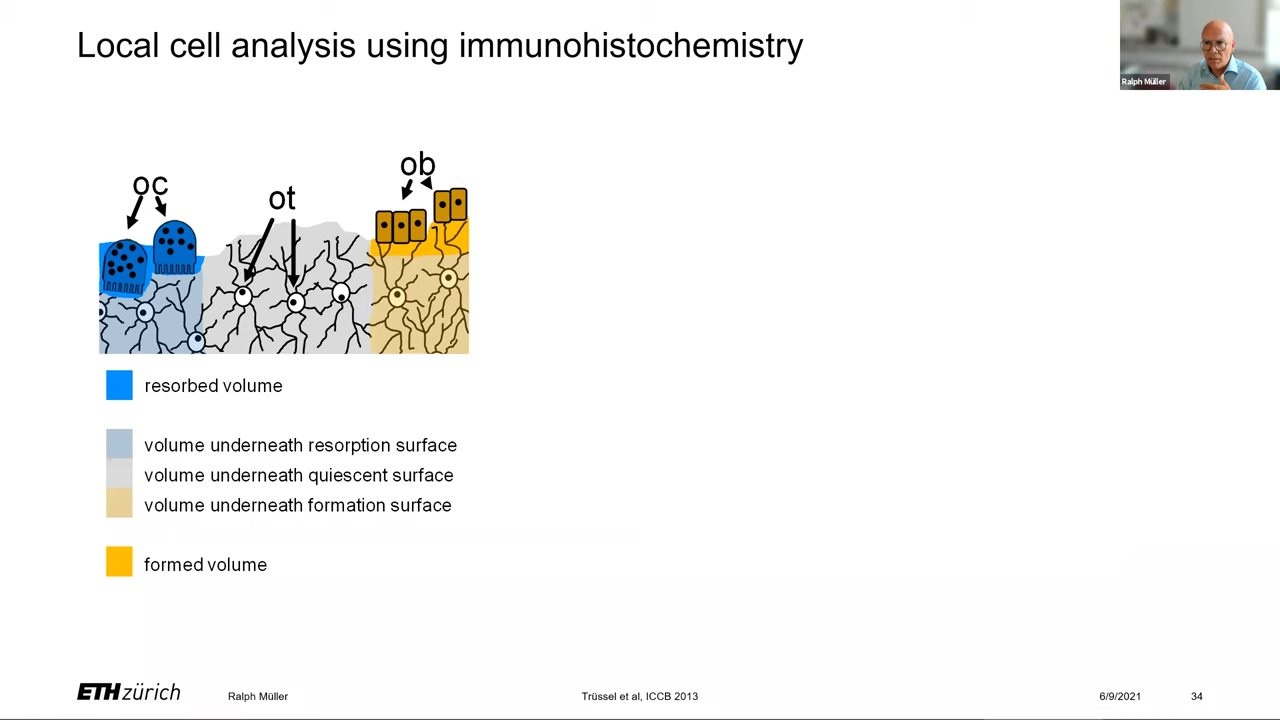 Local cell analysis using immunohistochemistry
Ralph Müller
oc
ot
ob
resorbed volume
volume underneath resorption surface
volume underneath quiescent surface
volume underneath formation surface
formed volume
ETH zürich
Ralph Müller
Trüssel et al, ICCB 2013
6/9/2021
34